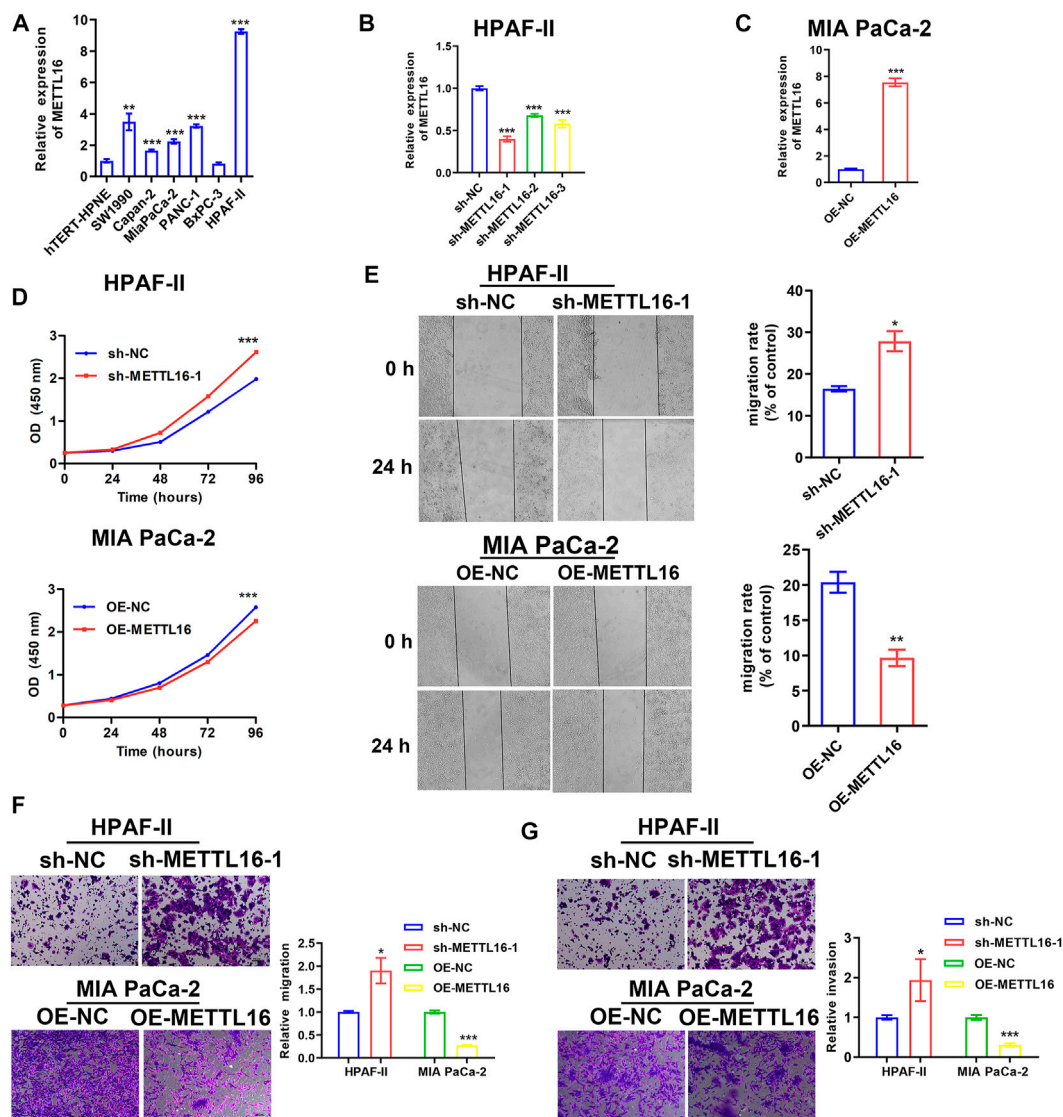 A
Relative expression
of METTL16
10
8
6
4
2
0
**
***
***
***
***
hTERT-HPNE
SW1990
Capan-2
MiaPaCa-2
PANC-1
BxPC-3
HPAF-II
B
HPAF-II
Relative expression
of METTL16
1.5
1.0
0.5
0.0
***
***
***
sh-NC
sh-METTL16-1
sh-METTL16-2
sh-METTL16-3
C
MIA PaCa-2
Relative expression
of METTL16
10
8
6
4
2
0
***
OE-NC
OE-METTL16
D
HPAF-II
OD (450 nm)
3
2
1
0
sh-NC
sh-METTL16-1
***
0 24 48 72 96
Time (hours)
MIA PaCa-2
OD (450 nm)
3
2
1
0
OE-NC
OE-METTL16
***
0 24 48 72 96
Time (hours)
E
HPAF-II
sh-NC sh-METTL16-1
0 h
24 h
migration rate
(% of control)
40
30
20
10
0
*
sh-NC
sh-METTL16-1
MIA PaCa-2
OE-NC OE-METTL16
0 h
24 h
migration rate
(% of control)
25
20
15
10
5
0
**
OE-NC
OE-METTL16
F
HPAF-II
sh-NC sh-METTL16-1
MIA PaCa-2
OE-NC OE-METTL16
Relative migration
2.5
2.0
1.5
1.0
0.5
0.0
*
***
HPAF-II MIA PaCa-2
sh-NC
sh-METTL16-1
OE-NC
OE-METTL16
G
HPAF-II
sh-NC sh-METTL16-1
MIA PaCa-2
OE-NC OE-METTL16
Relative invasion
3
2
1
0
*
***
HPAF-II MIA PaCa-2
sh-NC
sh-METTL16-1
OE-NC
OE-METTL16